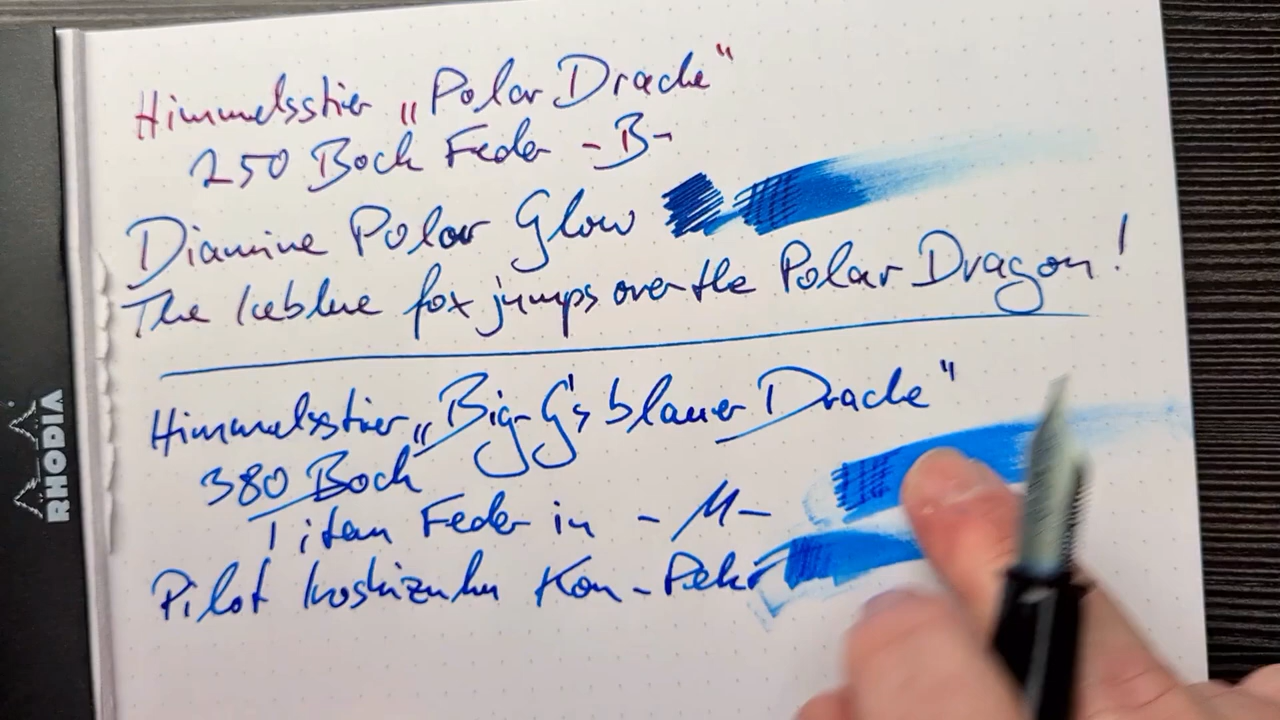 Himmelsstier „Polar Drache"
250 Bock Feder -B-
Diamine Polar Glow
The Iceblue fox jumps over the Polar Dragon!
Himmelsstier „Big-G's blauer Drache"
380 Bock
Titan Feder in - M -
Pilot Iroshizuku Kon-Peki
RHODIA